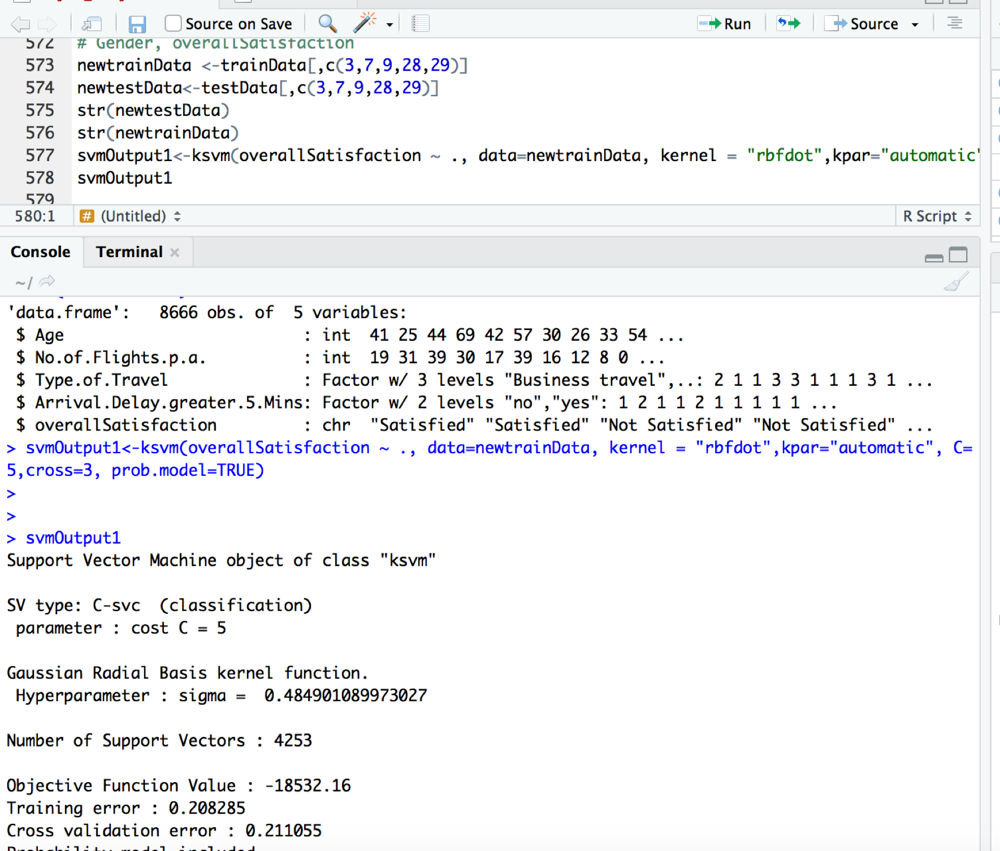 Source on Save
Run
Source
572 # Gender, overallSatisfaction
573 newtrainData <-trainData[,c(3,7,9,28,29)]
574 newtestData<-testData[,c(3,7,9,28,29)]
575 str(newtestData)
576 str(newtrainData)
577 svmOutput1<-ksvm(overallSatisfaction ~ ., data=newtrainData, kernel = "rbfdot",kpar="automatic"
578 svmOutput1
579
580:1 # (Untitled) R Script
Console Terminal
~/
'data.frame': 8666 obs. of 5 variables:
$ Age : int 41 25 44 69 42 57 30 26 33 54 ...
$ No.of.Flights.p.a. : int 19 31 39 30 17 39 16 12 8 0 ...
$ Type.of.Travel : Factor w/ 3 levels "Business travel",..: 2 1 1 3 3 1 1 1 3 1 ...
$ Arrival.Delay.greater.5.Mins: Factor w/ 2 levels "no","yes": 1 2 1 1 2 1 1 1 1 1 ...
$ overallSatisfaction : chr "Satisfied" "Satisfied" "Not Satisfied" "Not Satisfied" ...
> svmOutput1<-ksvm(overallSatisfaction ~ ., data=newtrainData, kernel = "rbfdot",kpar="automatic", C=
5,cross=3, prob.model=TRUE)
>
>
> svmOutput1
Support Vector Machine object of class "ksvm"
SV type: C-svc (classification)
parameter : cost C = 5
Gaussian Radial Basis kernel function.
Hyperparameter : sigma = 0.484901089973027
Number of Support Vectors : 4253
Objective Function Value : -18532.16
Training error : 0.208285
Cross validation error : 0.211055
Probability model included